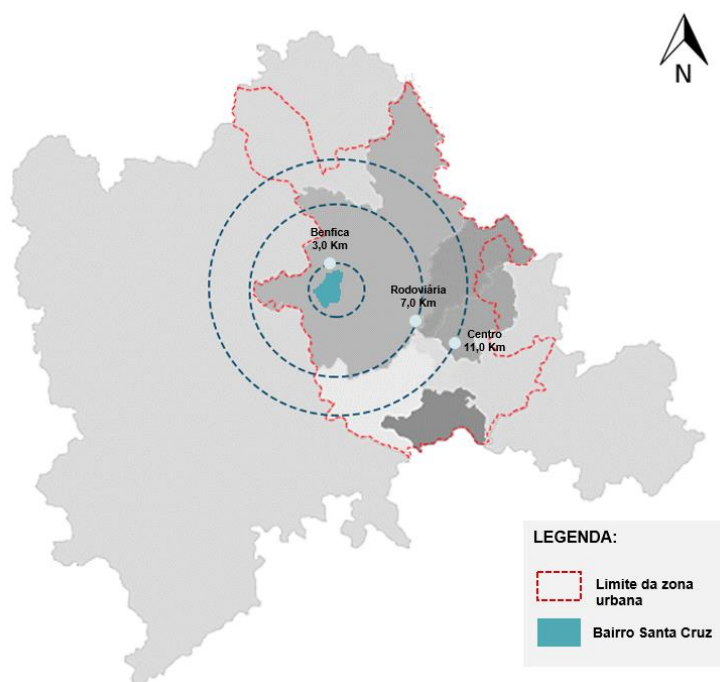 N
Benfica
3,0 Km
Rodoviária
7,0 Km
Centro
11,0 Km
LEGENDA:
Limite da zona
urbana
Bairro Santa Cruz